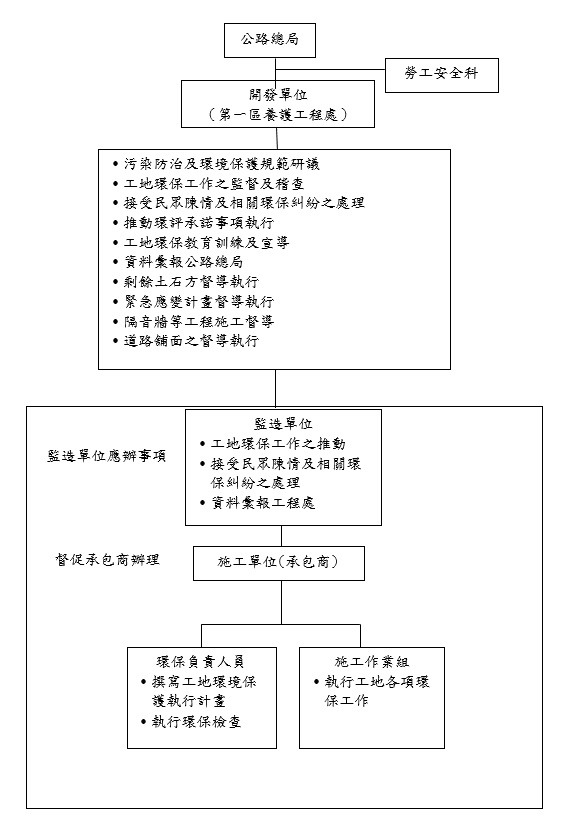 公路總局
勞工安全科
開發單位
（第一區養護工程處）
•污染防治及環境保護規範研議
•工地環保工作之監督及稽查
•接受民眾陳情及相關環保糾紛之處理
•推動環評承諾事項執行
•工地環保教育訓練及宣導
•資料彙報公路總局
•剩餘土石方督導執行
•緊急應變計畫督導執行
•隔音牆等工程施工督導
•道路鋪面之督導執行
監造單位應辦事項
監造單位
•工地環保工作之推動
•接受民眾陳情及相關環
保糾紛之處理
•資料彙報工程處
督促承包商辦理
施工單位(承包商)
環保負責人員
•撰寫工地環境保
護執行計畫
•執行環保檢查
施工作業組
•執行工地各項環
保工作